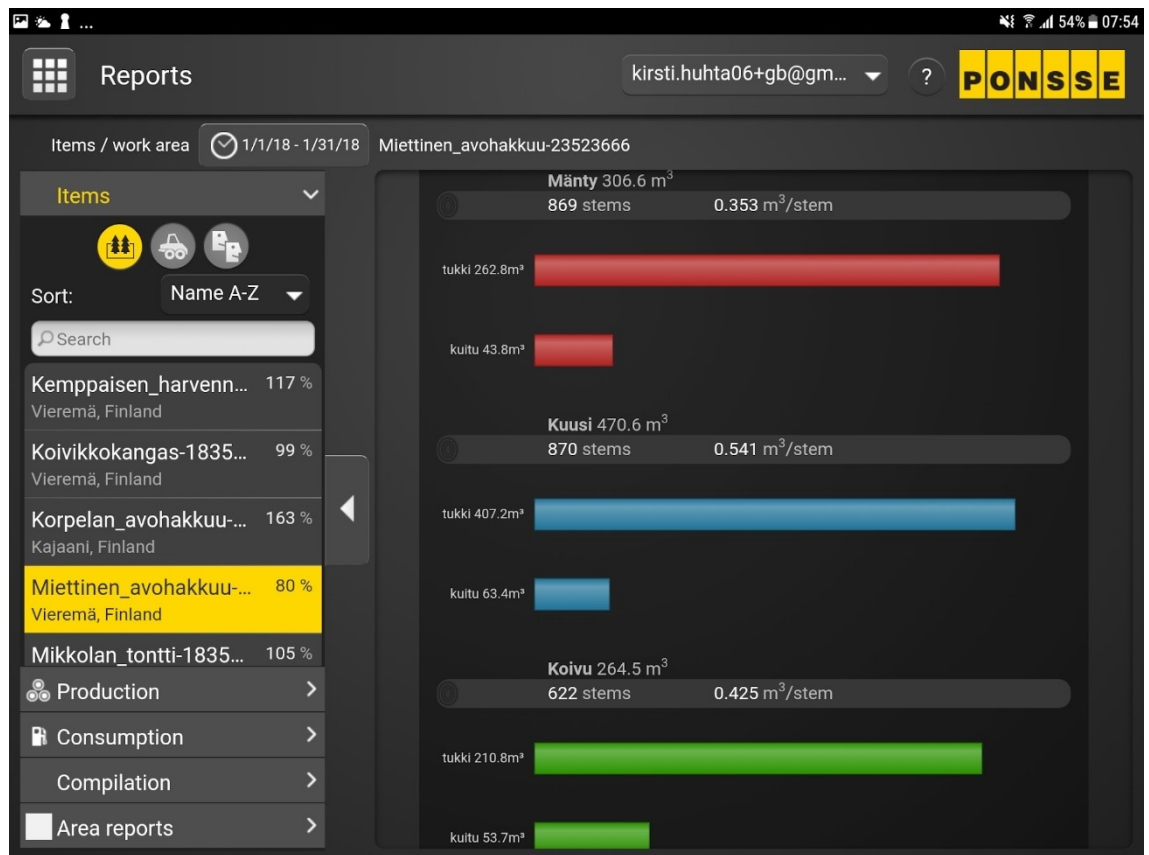 ... 54% 07:54
Reports kirsti.huhta06+gb@gm... ? PONSSE
Items / work area 1/1/18 - 1/31/18 Miettinen_avohakkuu-23523666
Items
Sort: Name A-Z
Search
Kemppaisen_harvenn... 117 %
Vieremä, Finland
Koivikkokangas-1835... 99 %
Vieremä, Finland
Korpelan_avohakkuu-... 163 %
Kajaani, Finland
Miettinen_avohakkuu-... 80 %
Vieremä, Finland
Mikkolan_tontti-1835... 105 %
Production
Consumption
Compilation
Area reports
Mänty 306.6 m³
869 stems 0.353 m³/stem
tukki 262.8m³
kuitu 43.8m³
Kuusi 470.6 m³
870 stems 0.541 m³/stem
tukki 407.2m³
kuitu 63.4m³
Koivu 264.5 m³
622 stems 0.425 m³/stem
tukki 210.8m³
kuitu 53.7m³